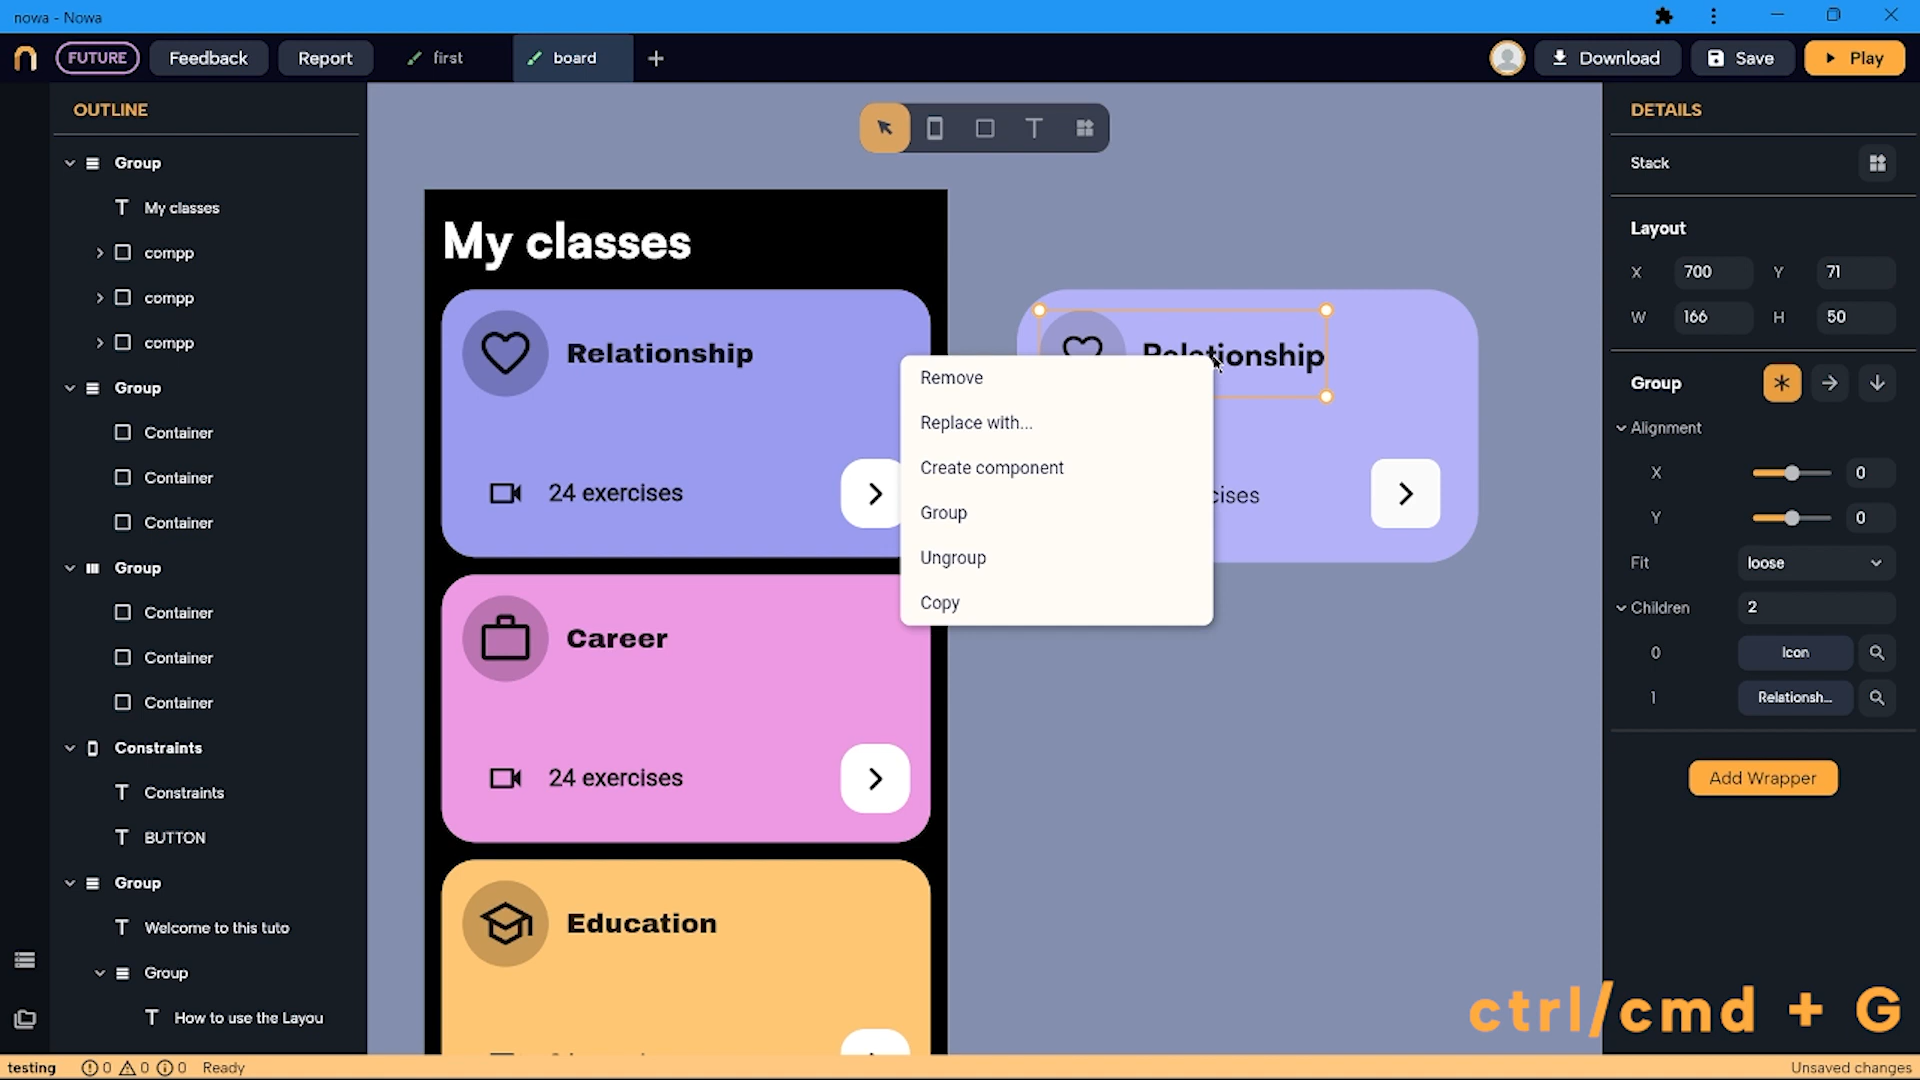 nowa - Nowa
FUTURE
Feedback
Report
first
board
Download
Save
Play
OUTLINE
Group
My classes
compp
compp
compp
Group
Container
Container
Container
Group
Container
Container
Container
Constraints
Constraints
BUTTON
Group
Welcome to this tuto
Group
How to use the Layou
My classes
Relationship
24 exercises
Career
24 exercises
Education
Relationship
Remove
Replace with...
Create component
Group
Ungroup
Copy
DETAILS
Stack
Layout
X 700 Y 71
W 166 H 50
Group
Alignment
X 0
Y 0
Fit loose
Children 2
0 Icon
1 Relationsh...
Add Wrapper
ctrl/cmd + G
testing 0 0 0 Ready
Unsaved changes